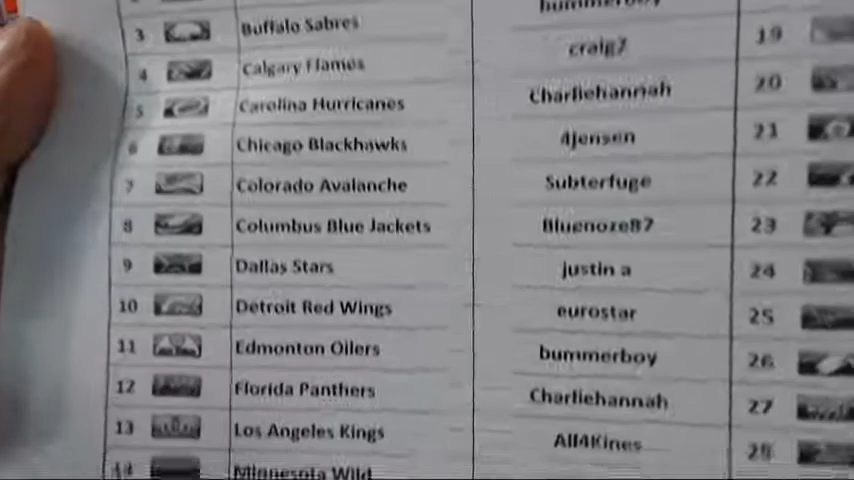 bummerboy
3 Buffalo Sabres craig7 19
4 Calgary Flames Charliehannah 20
5 Carolina Hurricanes 4jensen 21
6 Chicago Blackhawks Subterfuge 22
7 Colorado Avalanche Bluenoze87 23
8 Columbus Blue Jackets justin a 24
9 Dallas Stars eurostar 25
10 Detroit Red Wings bummerboy 26
11 Edmonton Oilers Charliehannah 27
12 Florida Panthers All4Kines 28
13 Los Angeles Kings
14 Minnesota Wild